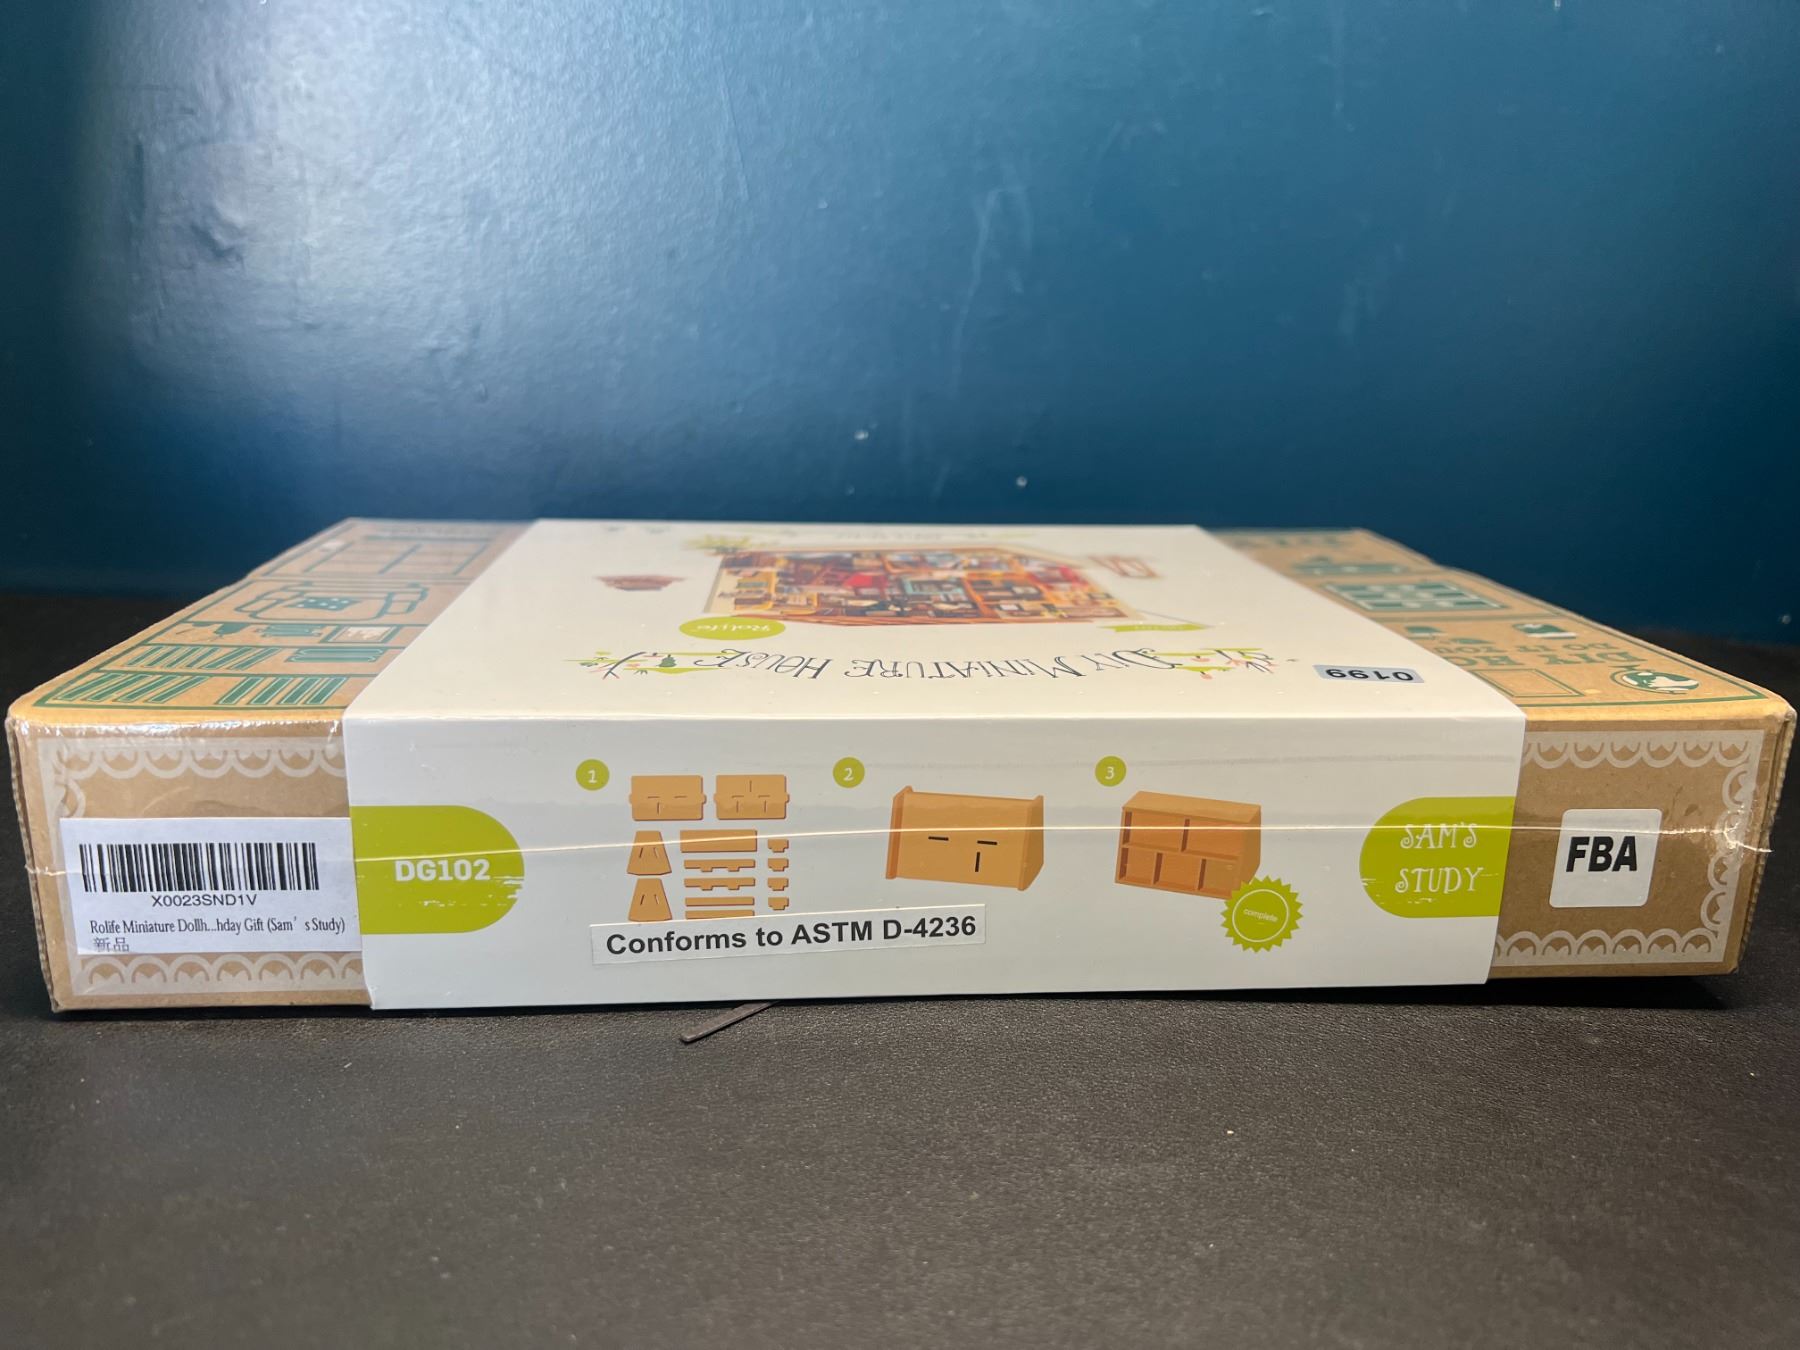 Rolife
DIY MINIATURE HOUSE
0199
1
2
3
DG102
SAM'S
STUDY
complete
FBA
X0023SND1V
Rolife Miniature Dollh...hday Gift (Sam’s Study)
新品
Conforms to ASTM D-4236